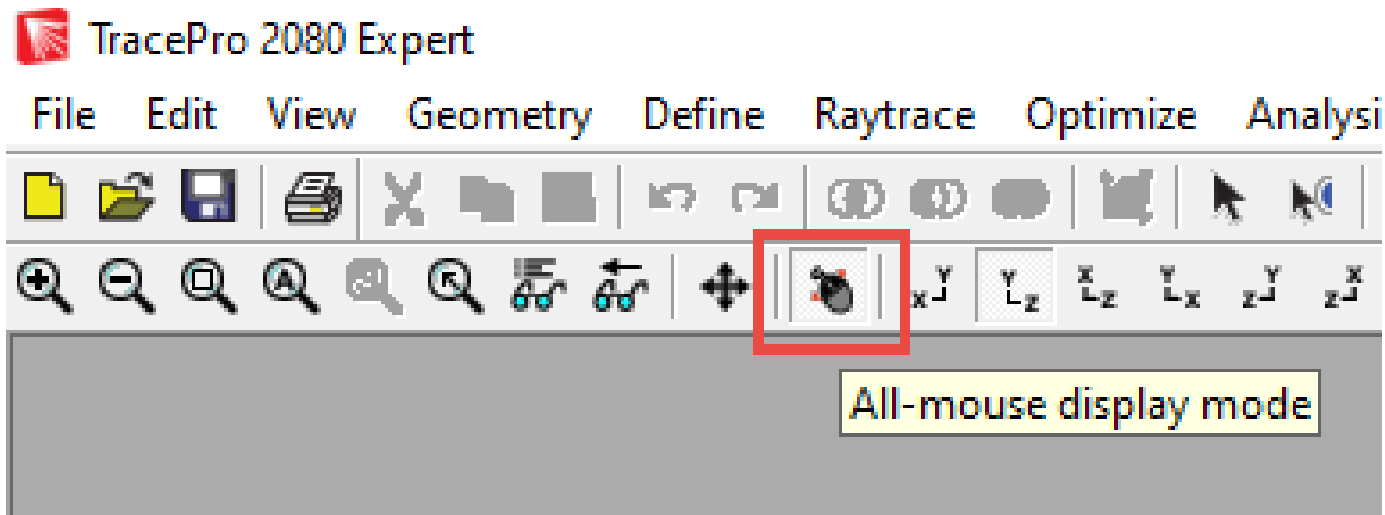 TracePro 2080 Expert
File Edit View Geometry Define Raytrace Optimize Analysi
A
X Y Y Z X Z Y X Z Y Z X
All-mouse display mode